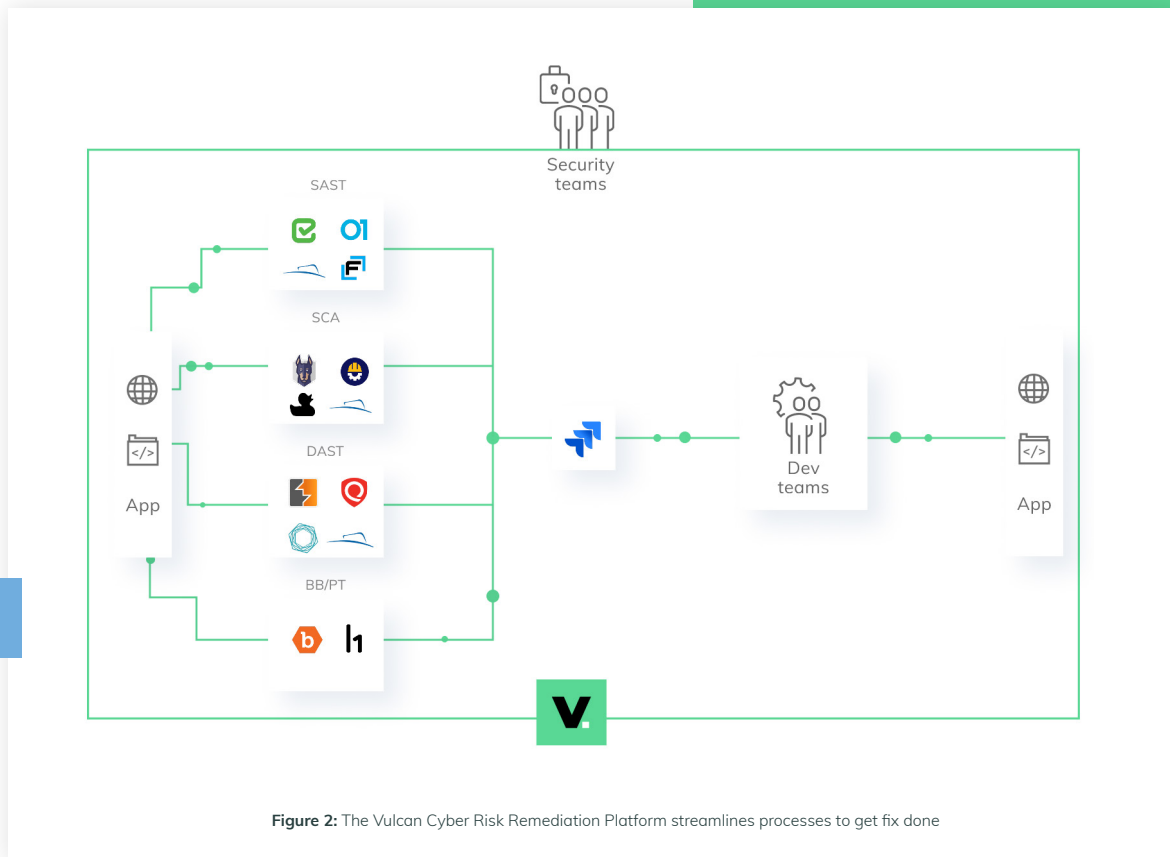 Security
teams
SAST
SCA
DAST
BB/PT
</>
App
Dev
teams
</>
App
V.
Figure 2: The Vulcan Cyber Risk Remediation Platform streamlines processes to get fix done